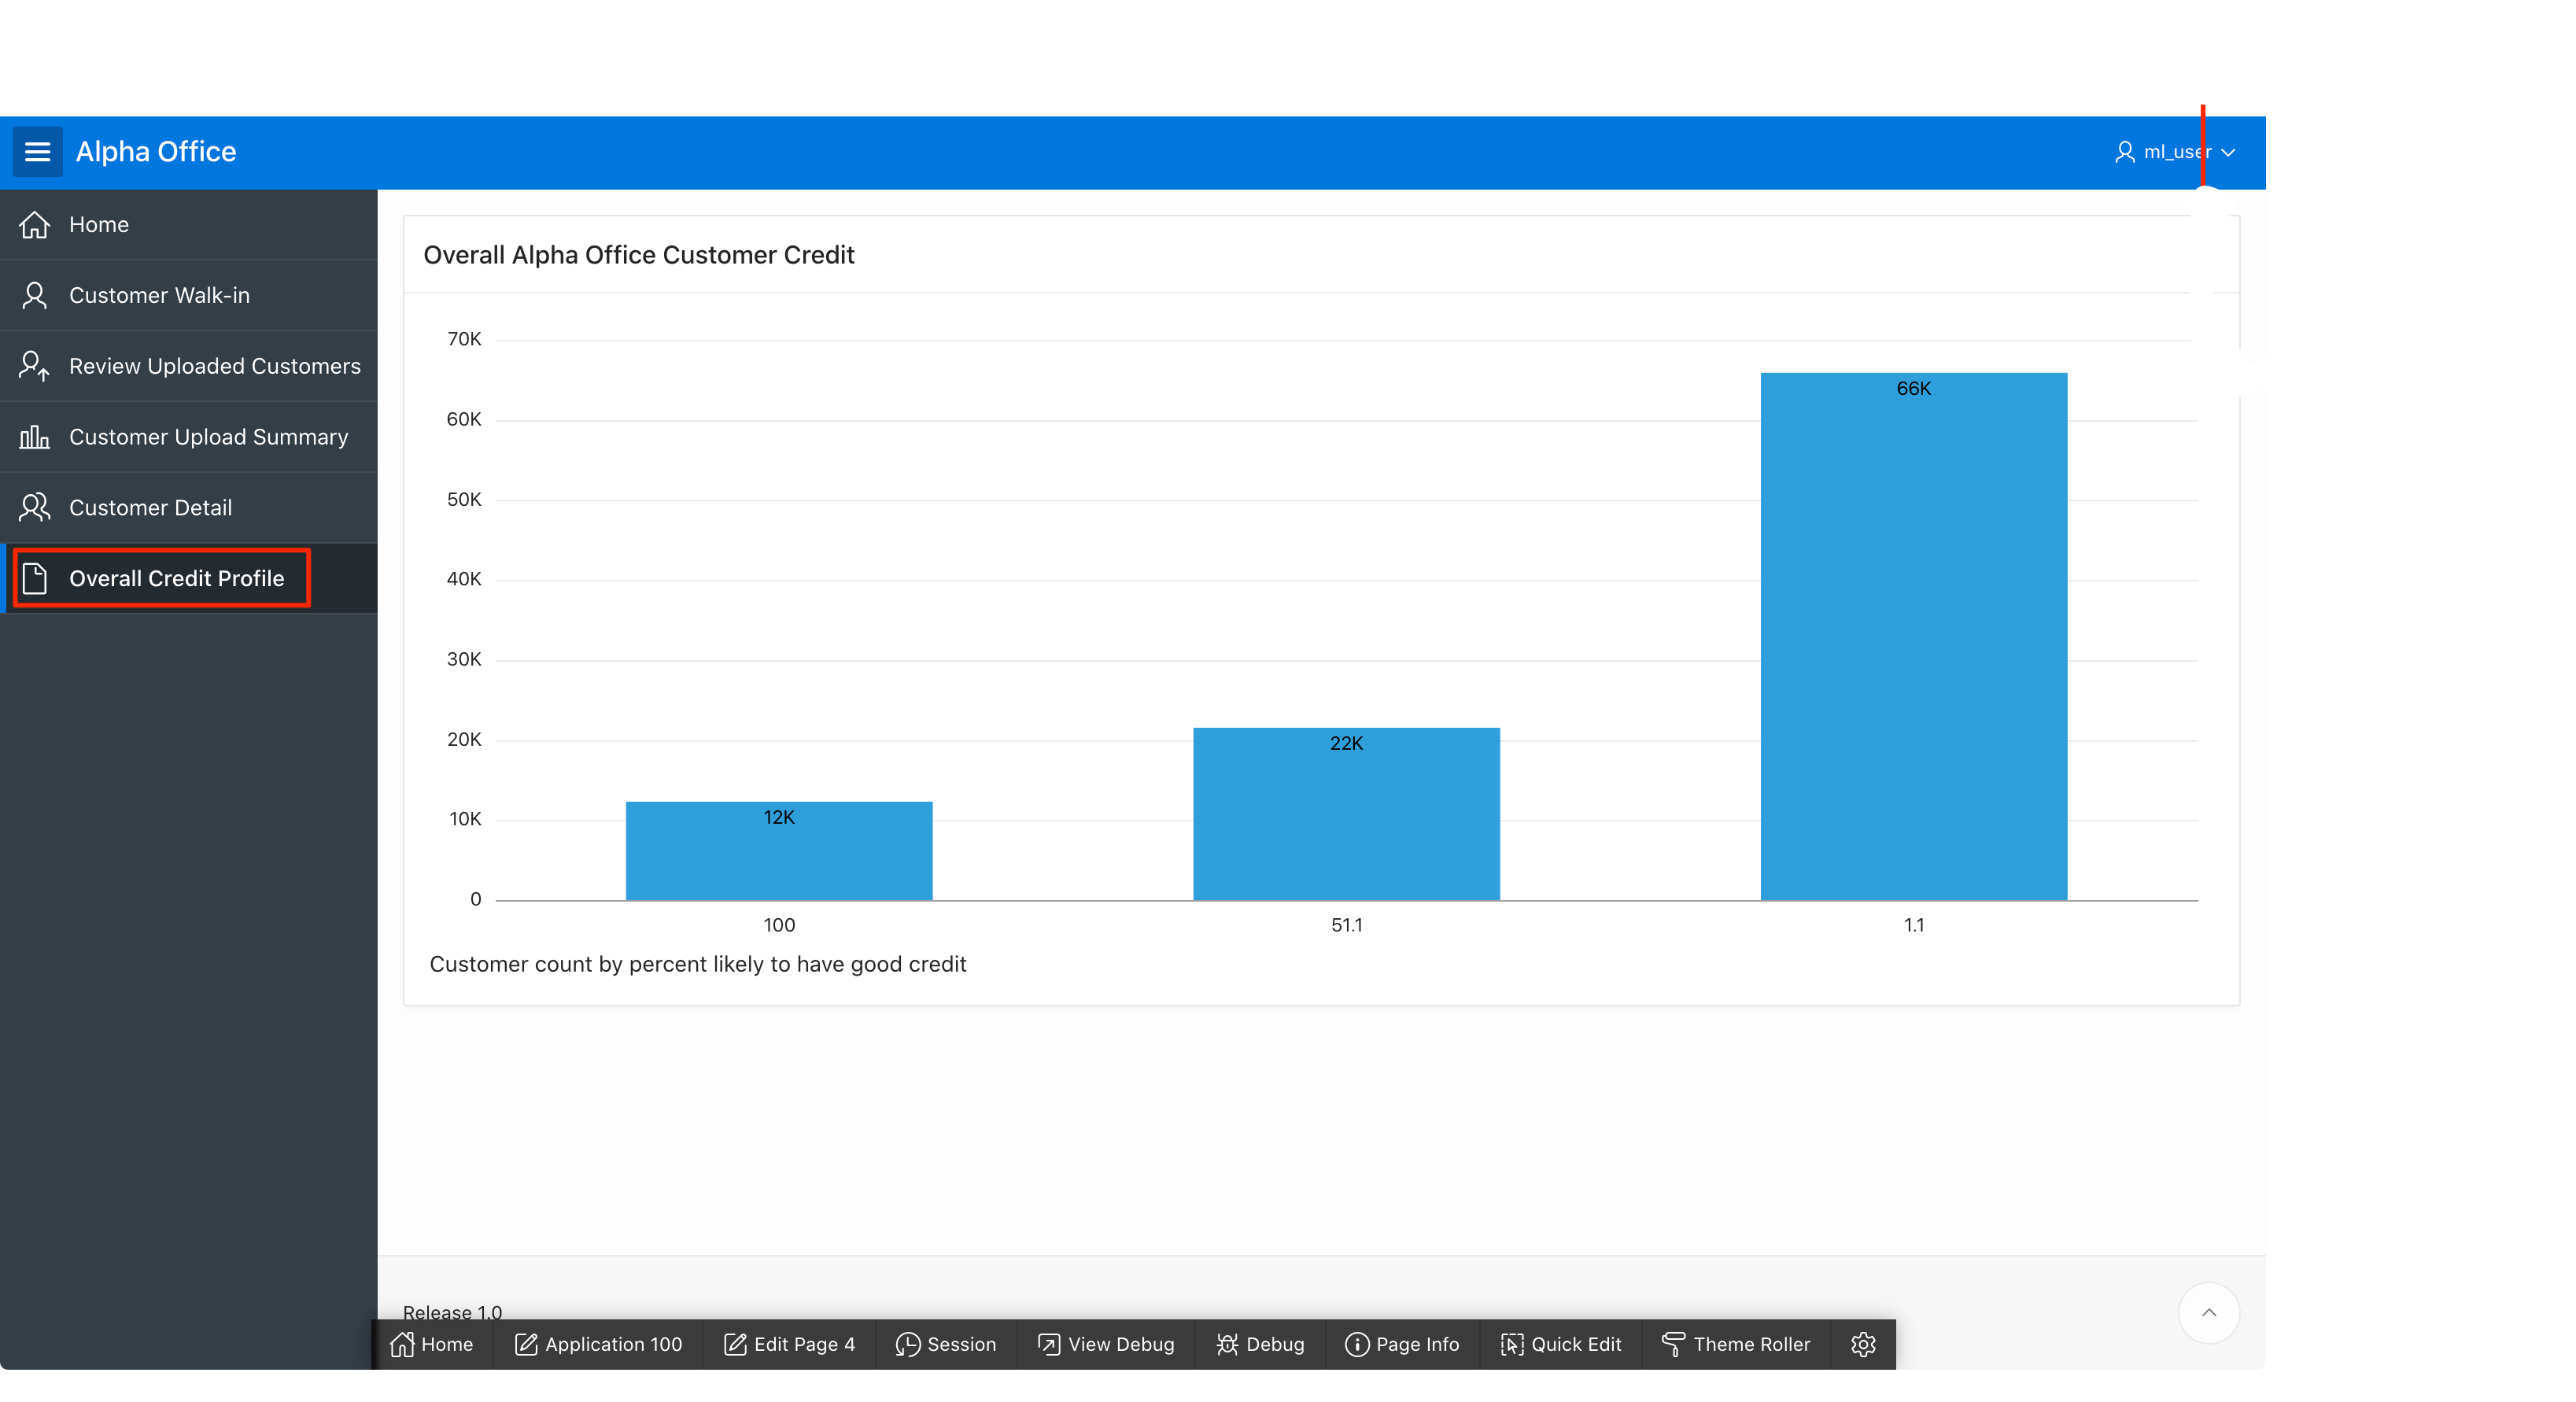 Alpha Office
ml_user
Home
Customer Walk-in
Review Uploaded Customers
Customer Upload Summary
Customer Detail
Overall Credit Profile
Overall Alpha Office Customer Credit
70K
60K
50K
40K
30K
20K
10K
0
66K
22K
12K
100 51.1 1.1
Customer count by percent likely to have good credit
Release 1.0
Home Application 100 Edit Page 4 Session View Debug Debug Page Info Quick Edit Theme Roller